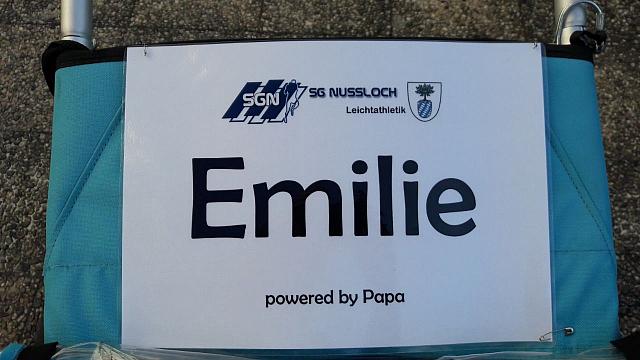 SGN SG NUSSLOCH
Leichtathletik
Emilie
powered by Papa